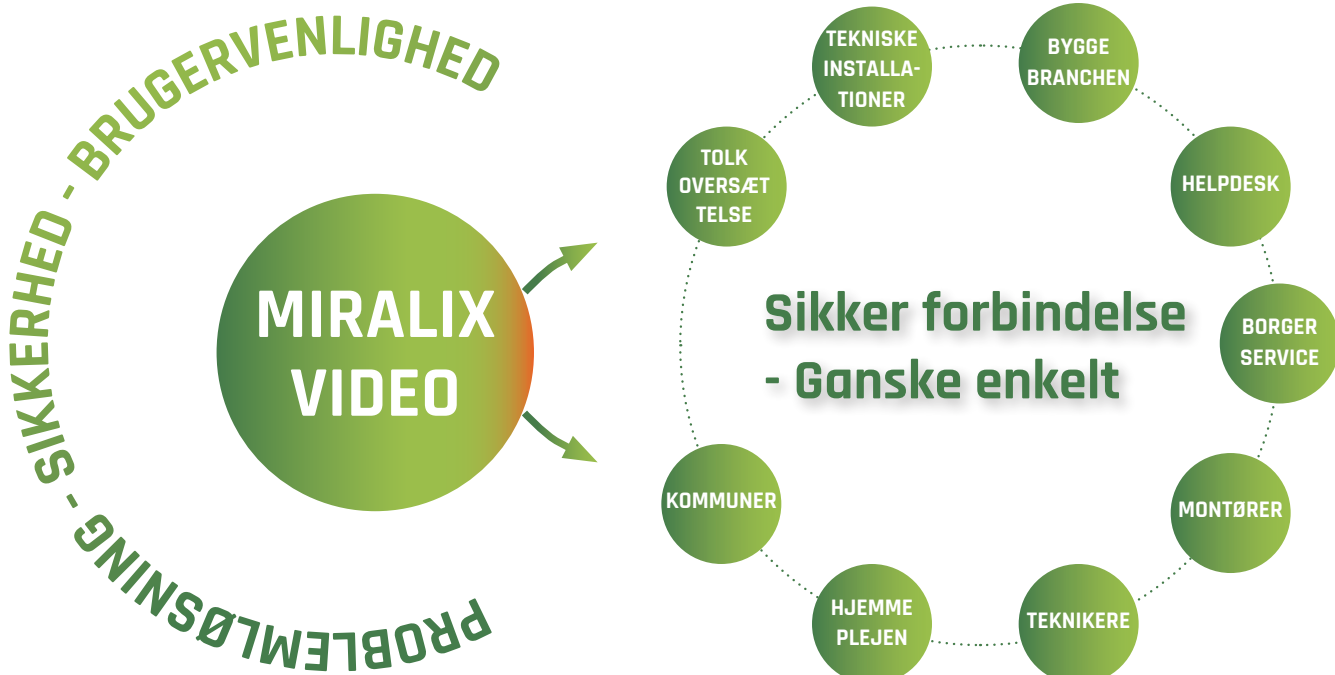 PROBLEMLØSNING - SIKKERHED - BRUGERVENLIGHED
MIRALIX
VIDEO
Sikker forbindelse
- Ganske enkelt
TEKNISKE
INSTALLA-
TIONER
BYGGE
BRANCHEN
HELPDESK
BORGER
SERVICE
MONTØRER
TEKNIKERE
HJEMME
PLEJEN
KOMMUNER
TOLK
OVERSÆT
TELSE